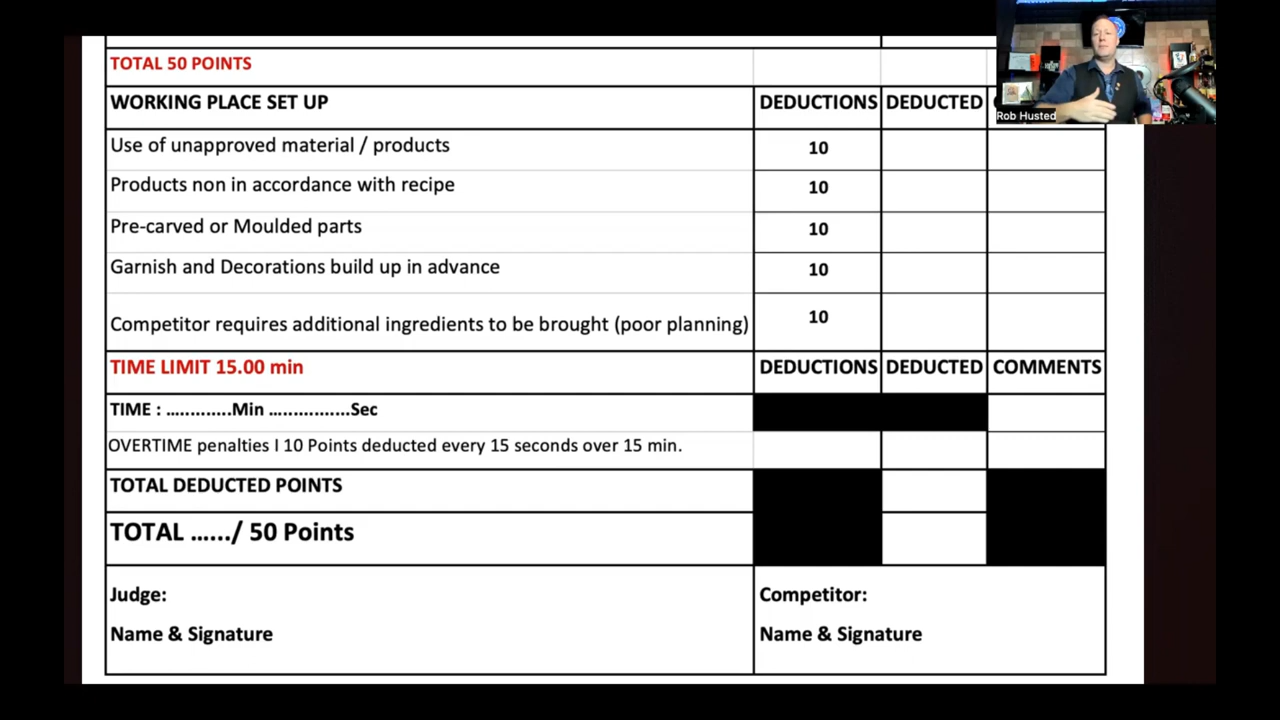 TOTAL 50 POINTS
WORKING PLACE SET UP DEDUCTIONS DEDUCTED
Use of unapproved material / products 10
Products non in accordance with recipe 10
Pre-carved or Moulded parts 10
Garnish and Decorations build up in advance 10
Competitor requires additional ingredients to be brought (poor planning) 10
TIME LIMIT 15.00 min DEDUCTIONS DEDUCTED COMMENTS
TIME : .............Min ................Sec
OVERTIME penalties I 10 Points deducted every 15 seconds over 15 min.
TOTAL DEDUCTED POINTS
TOTAL ....../ 50 Points
Judge: Competitor:
Name & Signature Name & Signature
Rob Husted